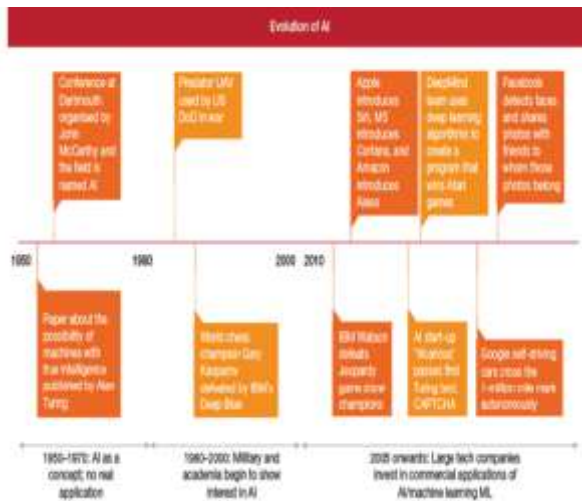 Evolution of AI
Conference at
Dartmouth
organised by
John
McCarthy and
the field is
named AI
Predator UAV
used by US
DoD in war
Apple
introduces
Siri, MS
introduces
Cortana, and
Amazon
introduces
Alexa
DeepMind
team uses
deep learning
algorithms to
create a
program that
wins Atari
games
Facebook
detects faces
and shares
photos with
friends to
whom those
photos belong
1950
1980
2000
2010
Paper about the
possibility of
machines with
true intelligence
published by Alan
Turing
World chess
champion Gary
Kasparov
defeated by IBM's
Deep Blue
IBM Watson
defeats
Jeopardy
game show
champions
AI start-up
passes first
Turing test:
CAPTCHA
Google self-driving
cars cross the
1-million mile mark
autonomously
1950–1970: AI as a
concept; no real
application
1980–2000: Military and
academia begin to show
interest in AI
2005 onwards: Large tech companies
invest in commercial applications of
AI/machine learning ML